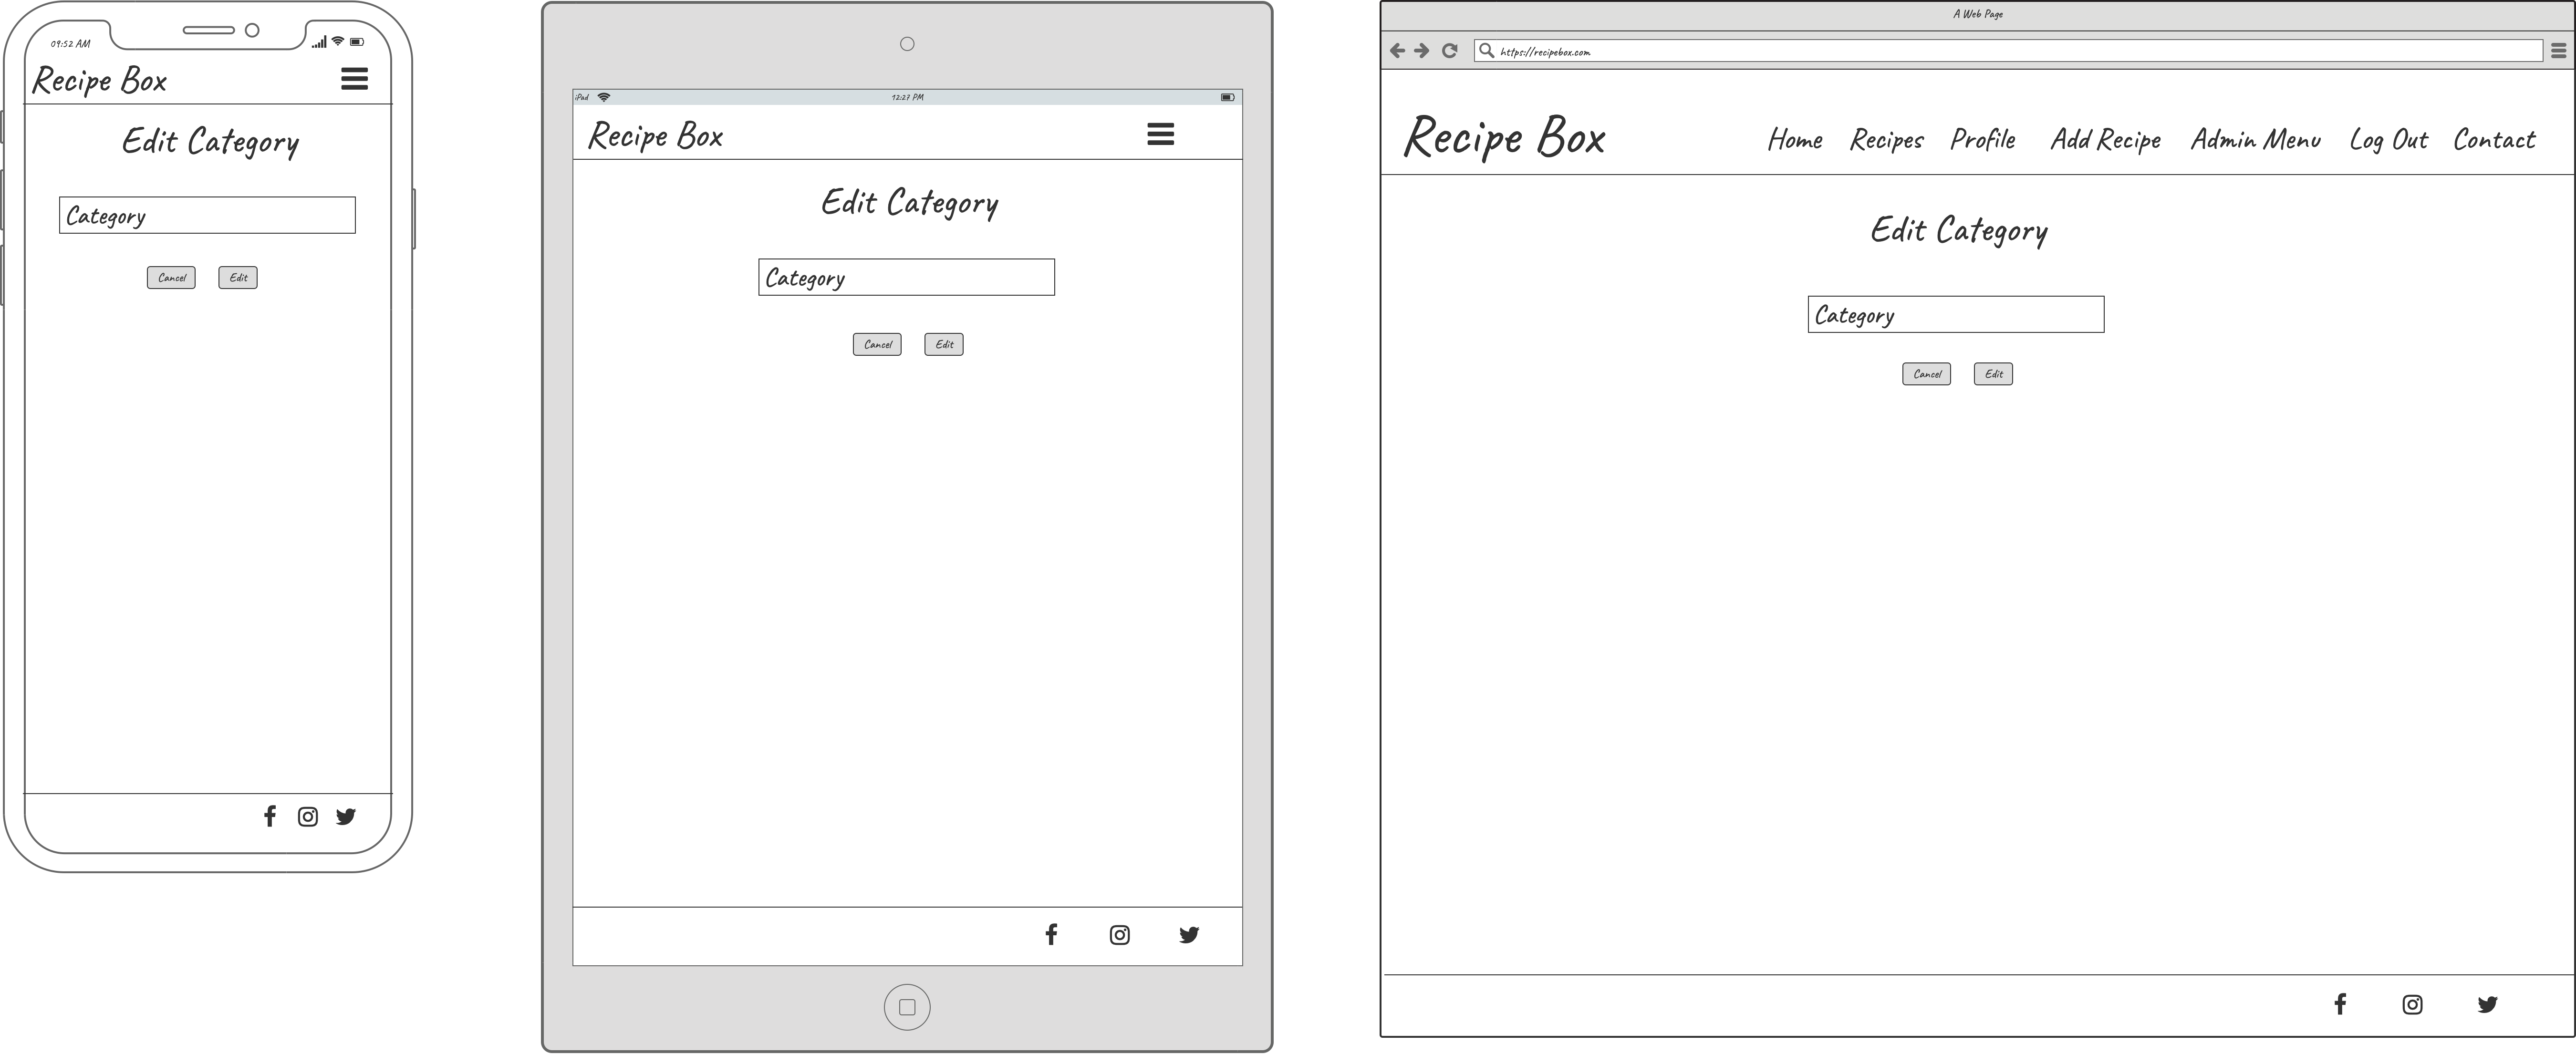 09:52 AM
Recipe Box
Edit Category
Category
Cancel Edit
iPad 12:27 PM
Recipe Box
Edit Category
Category
Cancel Edit
A Web Page
https://recipebox.com
Recipe Box Home Recipes Profile Add Recipe Admin Menu Log Out Contact
Edit Category
Category
Cancel Edit